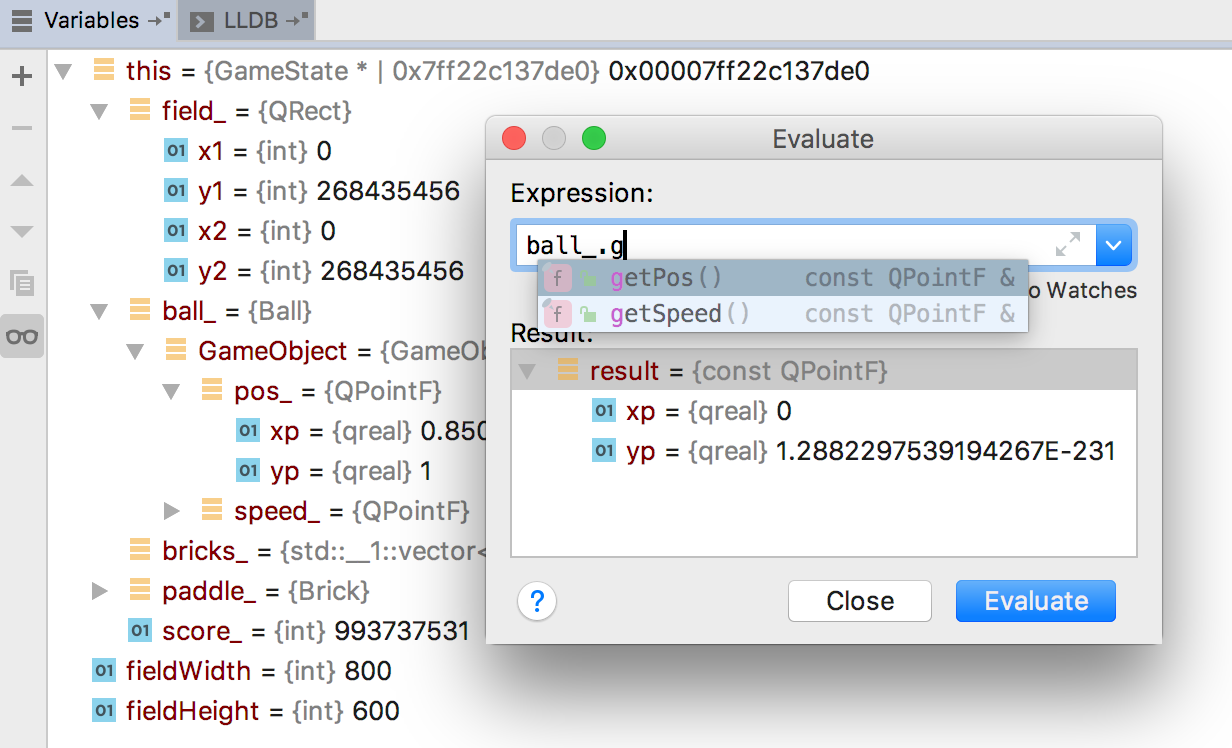 Variables LLDB
this = {GameState * | 0x7ff22c137de0} 0x00007ff22c137de0
field_ = {QRect}
01 x1 = {int} 0
01 y1 = {int} 268435456
01 x2 = {int} 0
01 y2 = {int} 268435456
ball_ = {Ball}
GameObject = {GameOb
pos_ = {QPointF}
01 xp = {qreal} 0.850
01 yp = {qreal} 1
speed_ = {QPointF}
bricks_ = {std::__1::vector<
paddle_ = {Brick}
01 score_ = {int} 993737531
01 fieldWidth = {int} 800
01 fieldHeight = {int} 600
Evaluate
Expression:
ball_.g
f getPos() const QPointF &
f getSpeed() const QPointF &
o Watches
Result:
result = {const QPointF}
01 xp = {qreal} 0
01 yp = {qreal} 1.2882297539194267E-231
?
Close
Evaluate